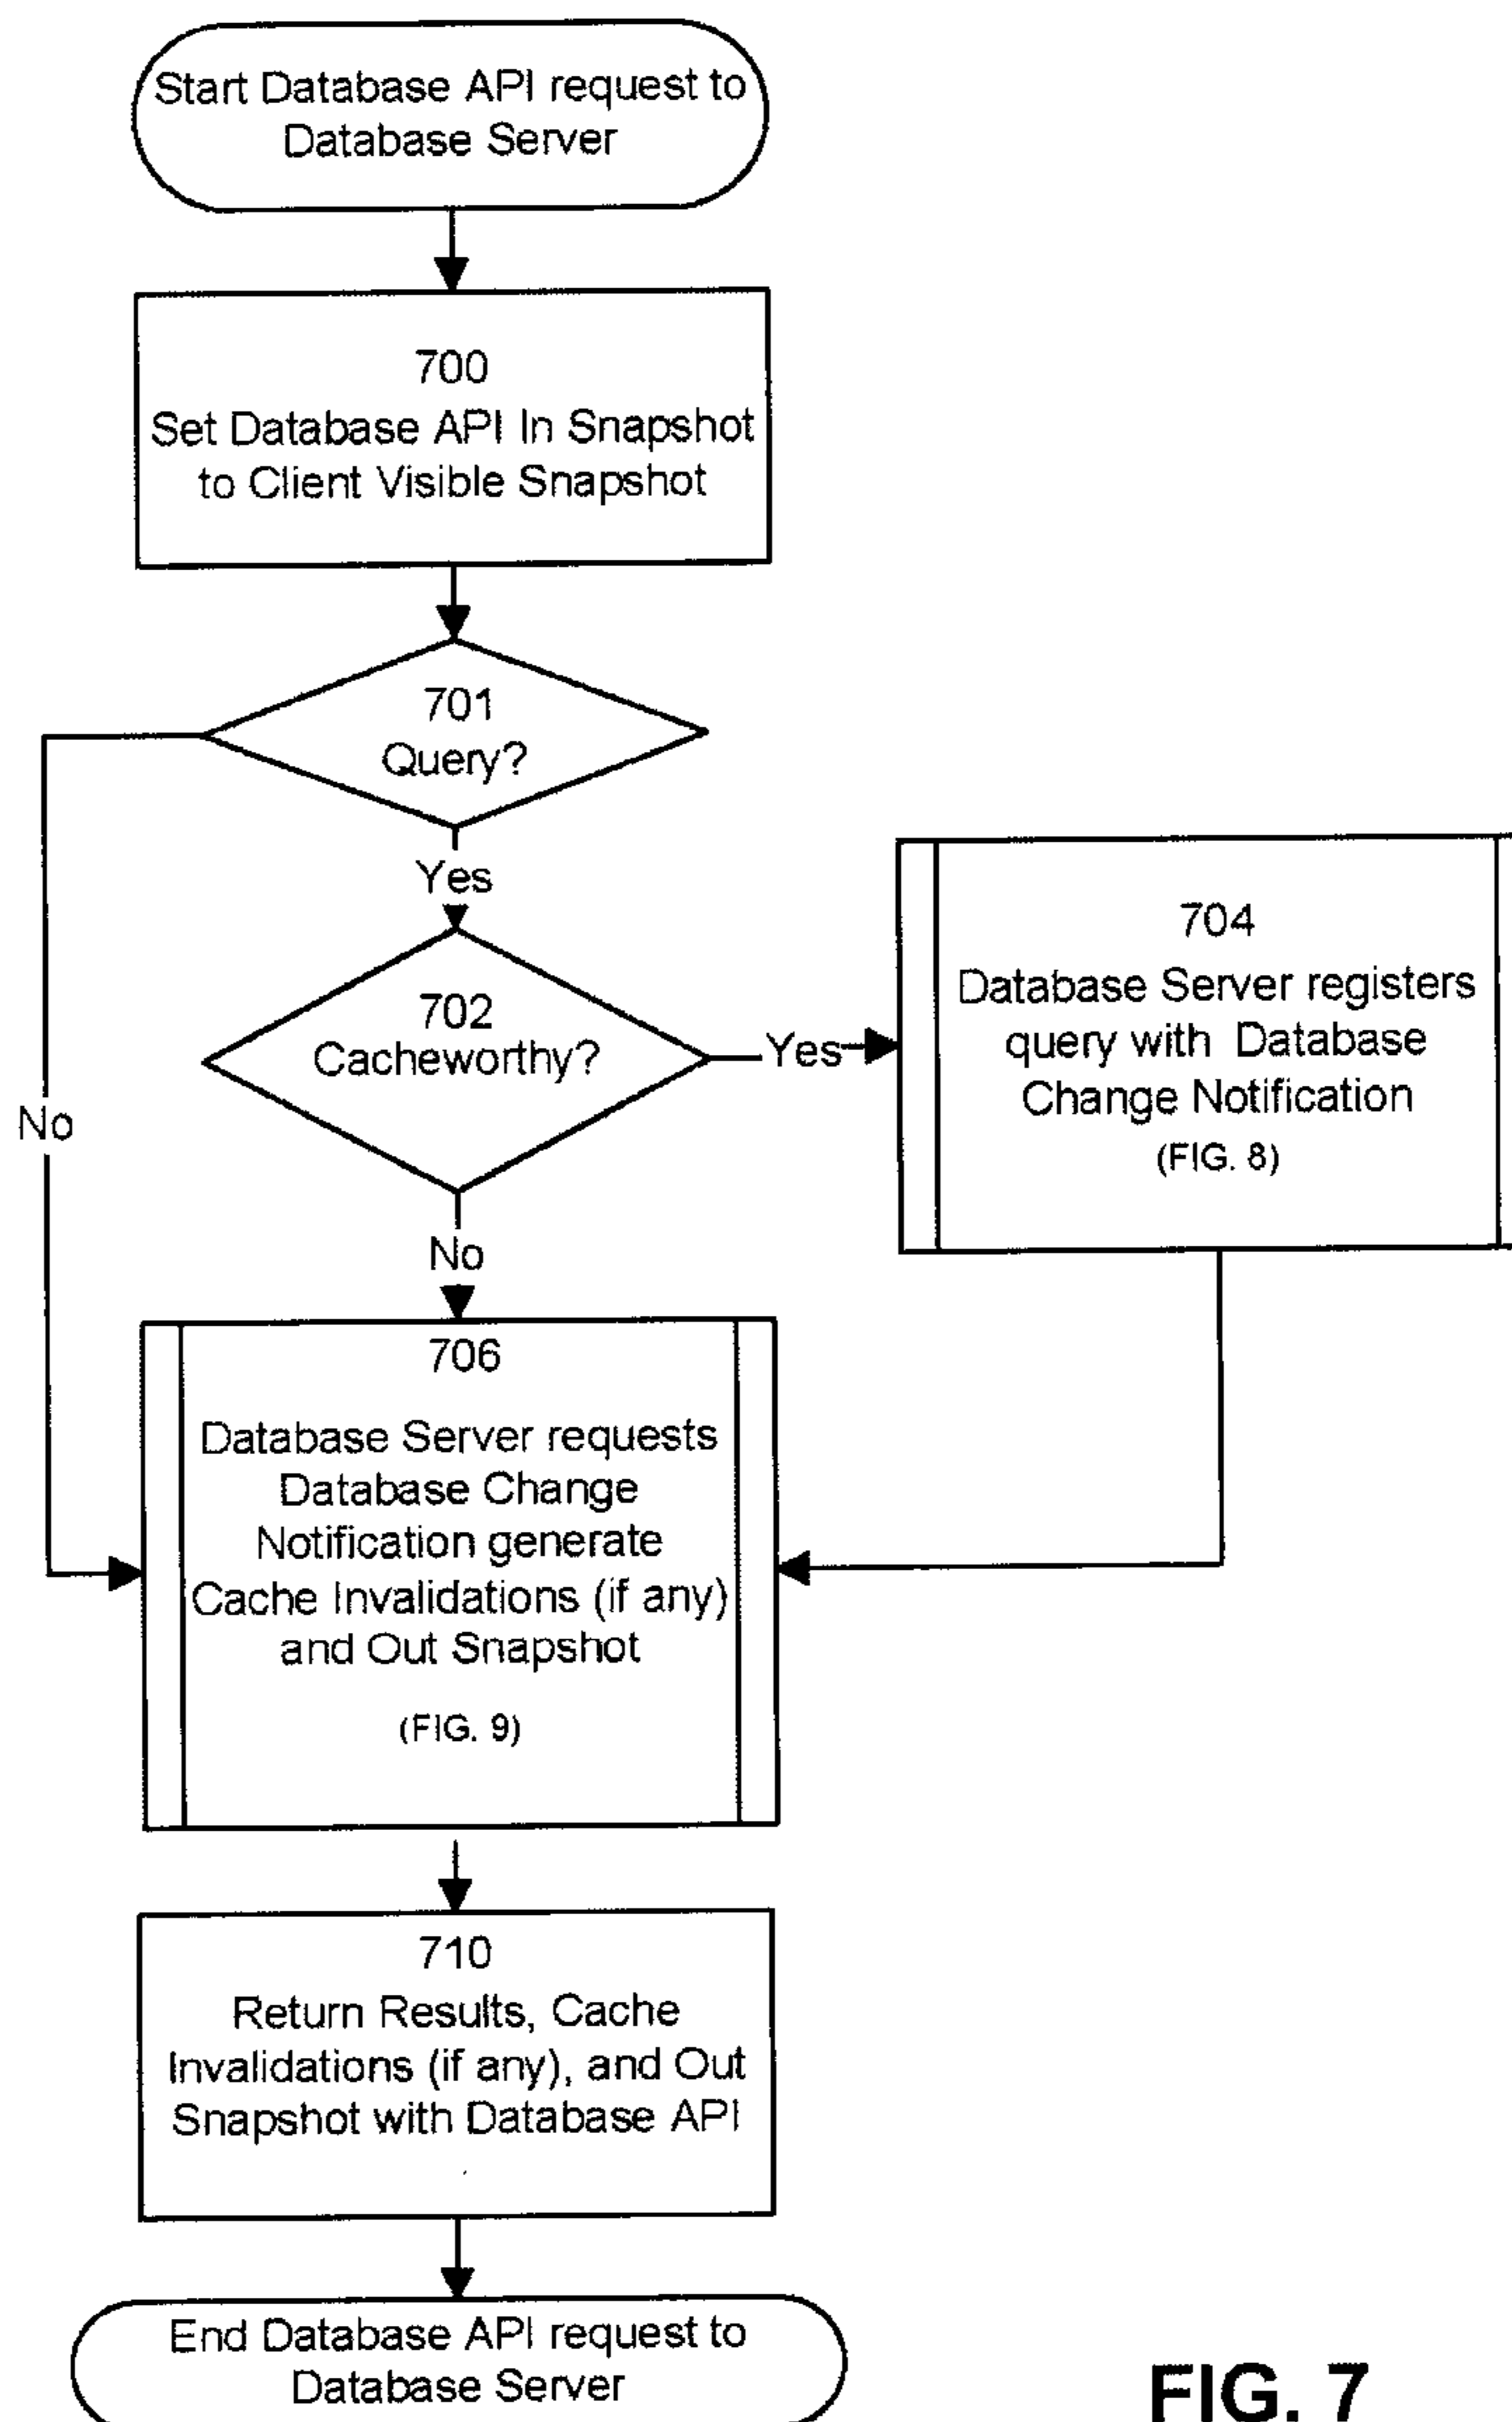 Start Database API request to
Database Server
700
Set Database API In Snapshot
to Client Visible Snapshot
701
Query?
Yes
702
Cacheworthy?
Yes
704
Database Server registers
query with Database
Change Notification
(FIG. 8)
No
No
706
Database Server requests
Database Change
Notification generate
Cache Invalidations (if any)
and Out Snapshot
(FIG. 9)
710
Return Results, Cache
Invalidations (if any), and Out
Snapshot with Database API
End Database API request to
Database Server
FIG. 7